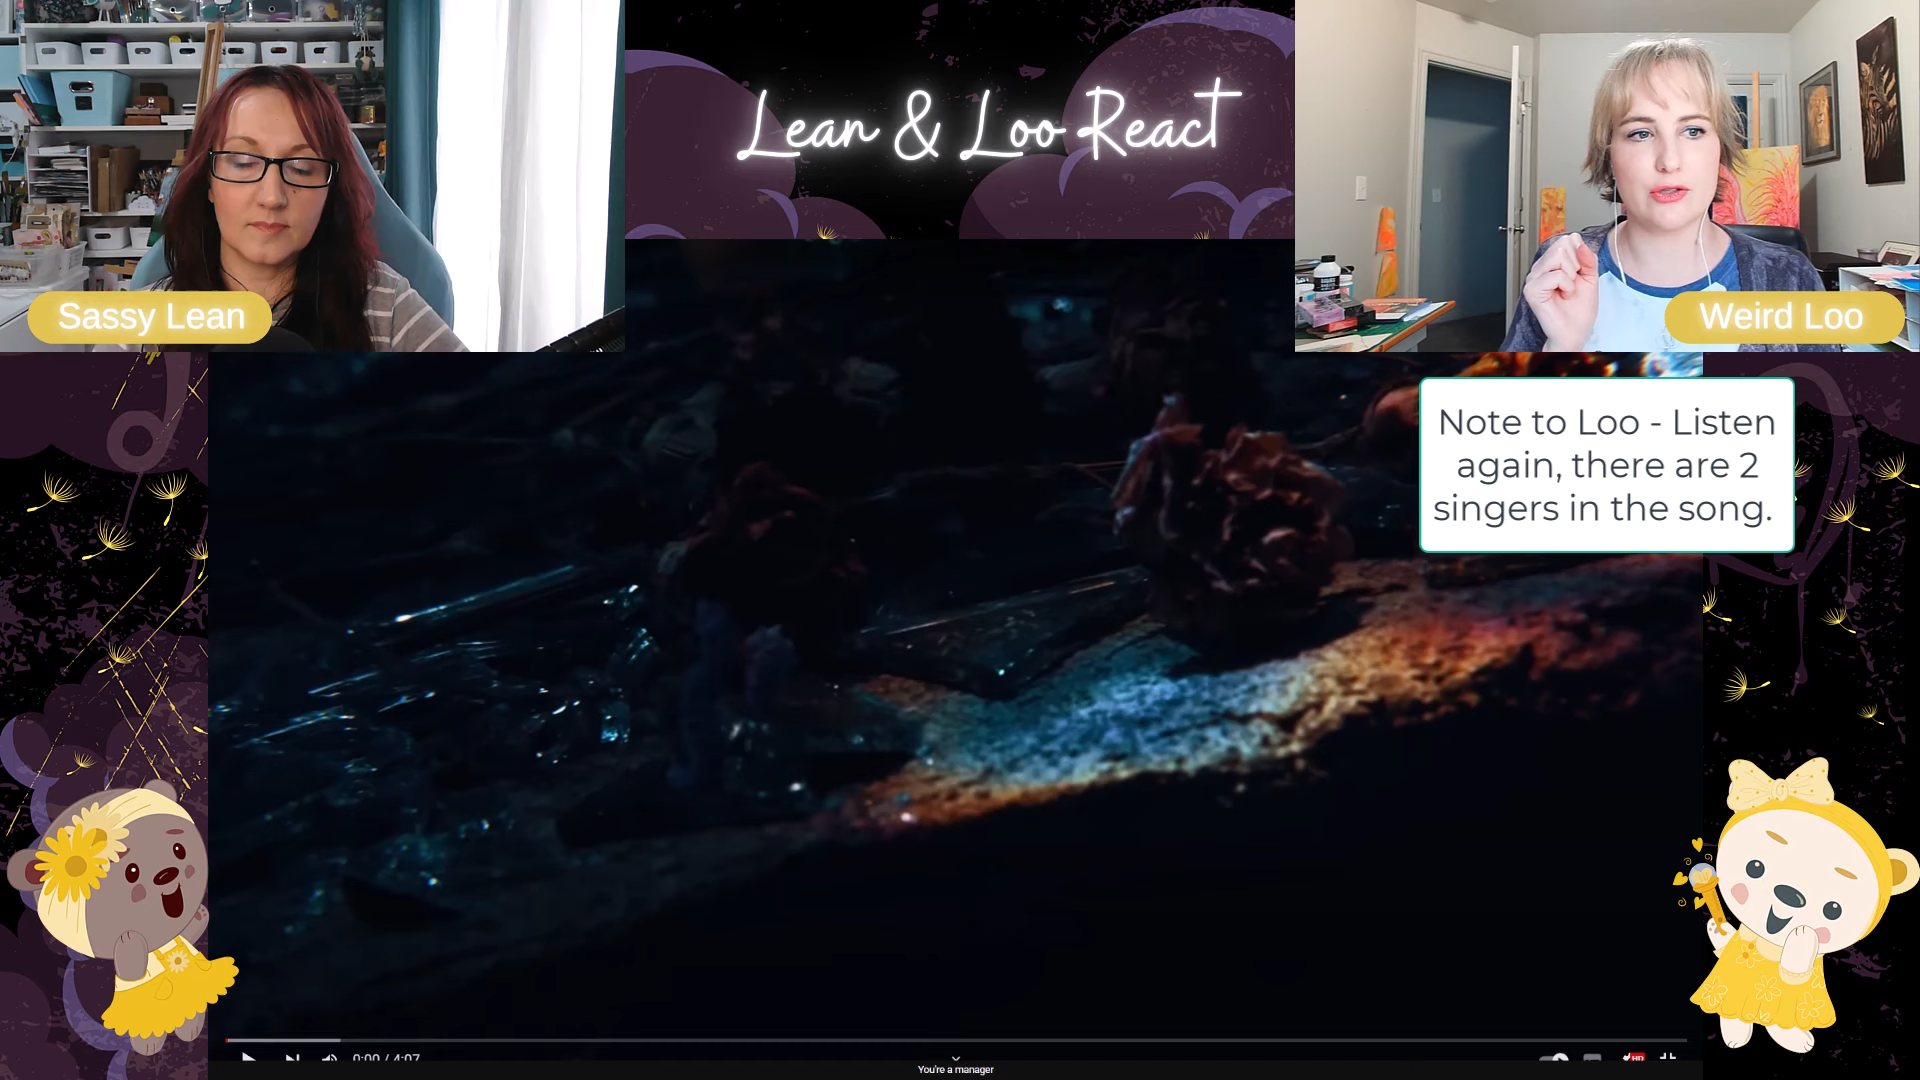 Lean & Loo React
Sassy Lean
Weird Loo
Note to Loo - Listen
again, there are 2
singers in the song.
0:00 / 4:07
HD
You're a manager